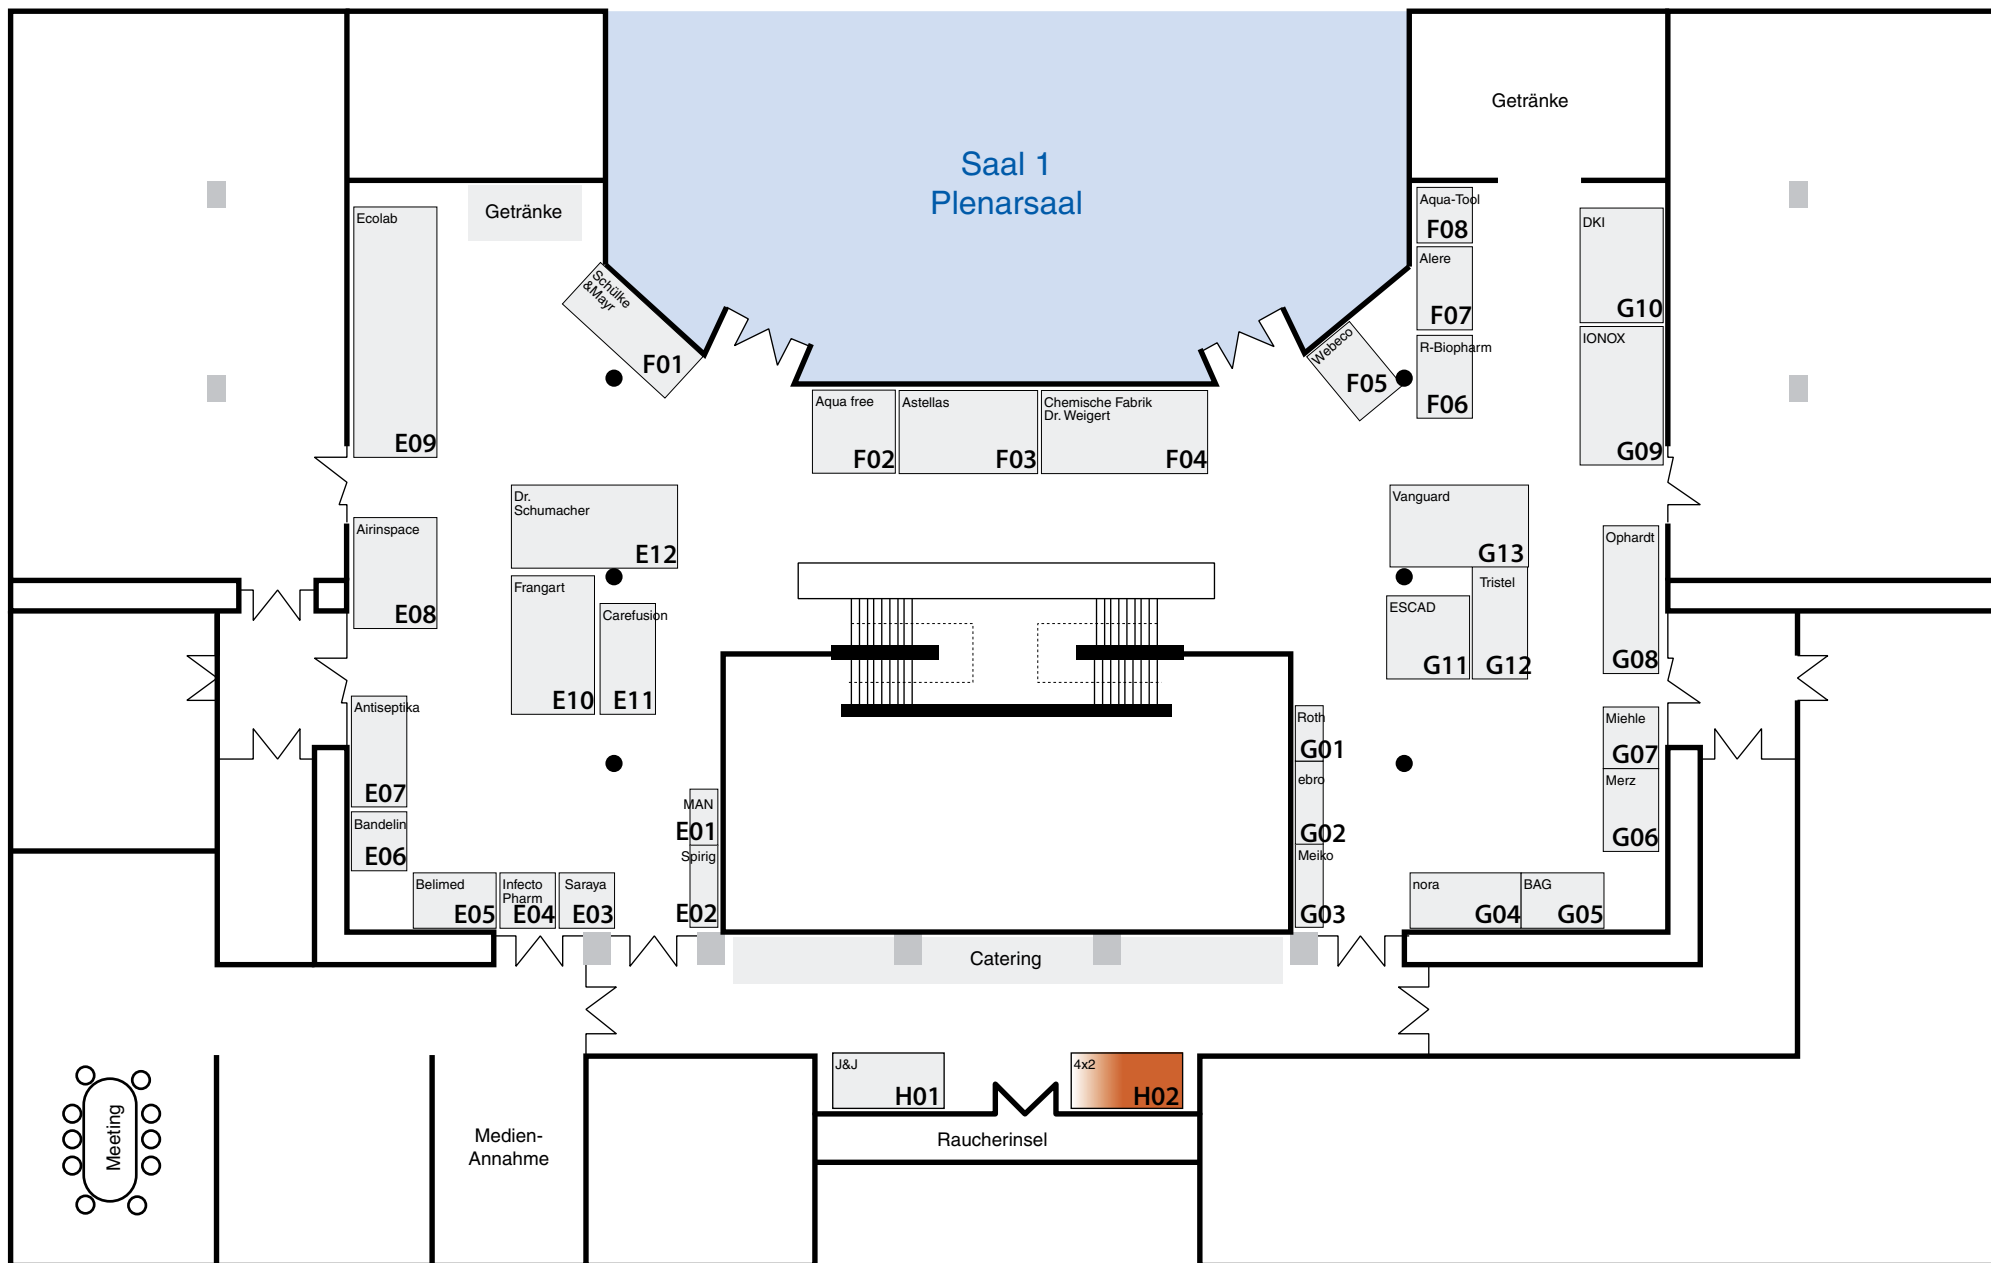 Getränke
Saal 1
Plenarsaal
Getränke
Aqua-Tool
F08
Ecolab
E09
DKI
G10
Alere
F07
Schülke
&Mayr
F01
Webeco
F05
R-Biopharm
F06
IONOX
G09
Aqua free
F02
Astellas
F03
Chemische Fabrik
Dr. Weigert
F04
Dr.
Schumacher
E12
Vanguard
G13
Airinspace
E08
Ophardt
G08
Frangart
E10
Carefusion
E11
ESCAD
G11
Tristel
G12
Antiseptika
E07
Roth
G01
Miehle
G07
ebro
G02
Merz
G06
MAN
E01
Bandelin
E06
Spirig
E02
Meiko
G03
Belimed
E05
Infecto
Pharm
E04
Saraya
E03
nora
G04
BAG
G05
Catering
J&J
H01
4x2
H02
Meeting
Medien-
Annahme
Raucherinsel